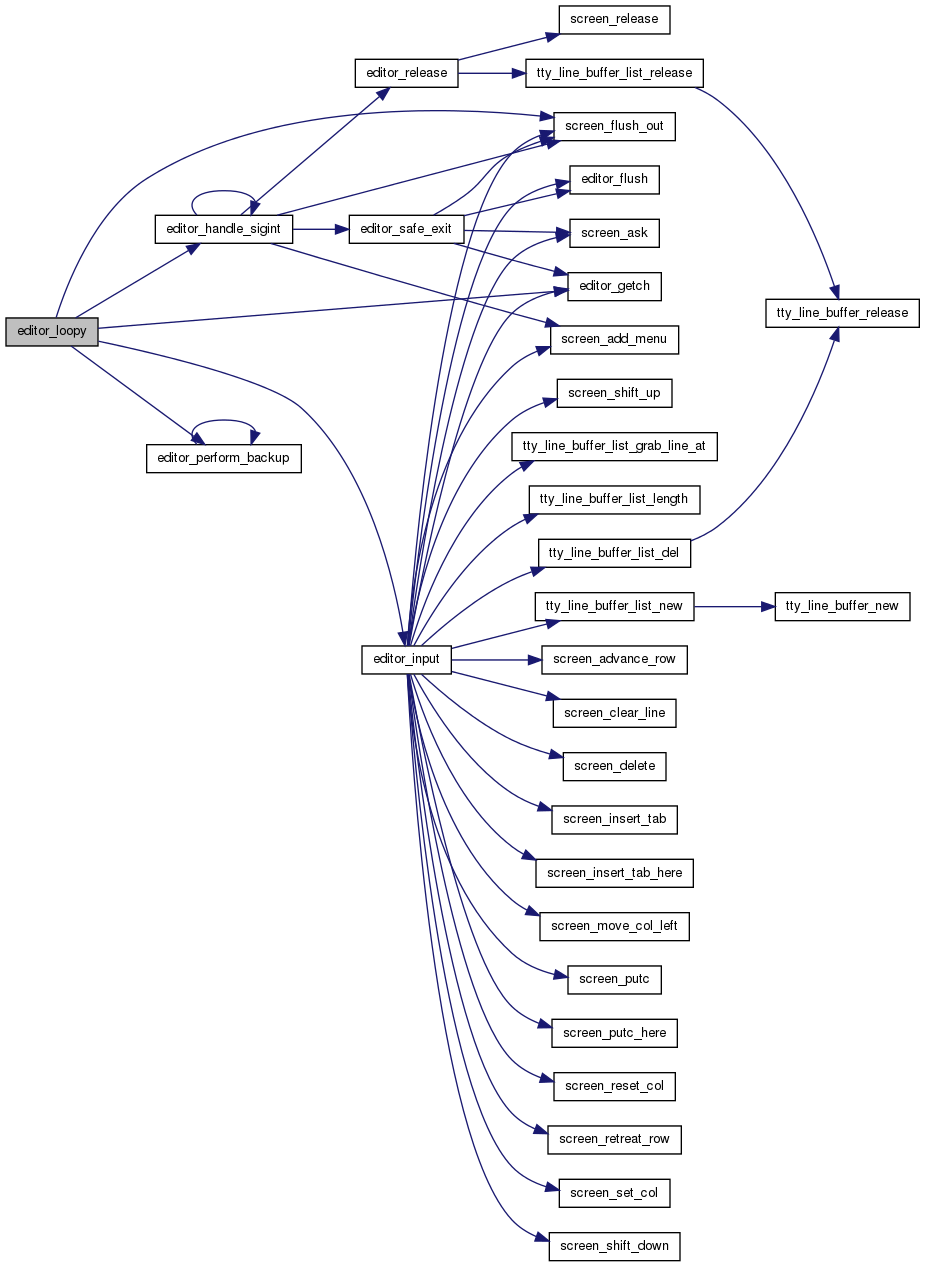 screen_release
editor_release
tty_line_buffer_list_release
screen_flush_out
editor_flush
editor_handle_sigint
editor_safe_exit
screen_ask
editor_getch
tty_line_buffer_release
editor_loopy
screen_add_menu
screen_shift_up
tty_line_buffer_list_grab_line_at
editor_perform_backup
tty_line_buffer_list_length
tty_line_buffer_list_del
tty_line_buffer_list_new
tty_line_buffer_new
editor_input
screen_advance_row
screen_clear_line
screen_delete
screen_insert_tab
screen_insert_tab_here
screen_move_col_left
screen_putc
screen_putc_here
screen_reset_col
screen_retreat_row
screen_set_col
screen_shift_down